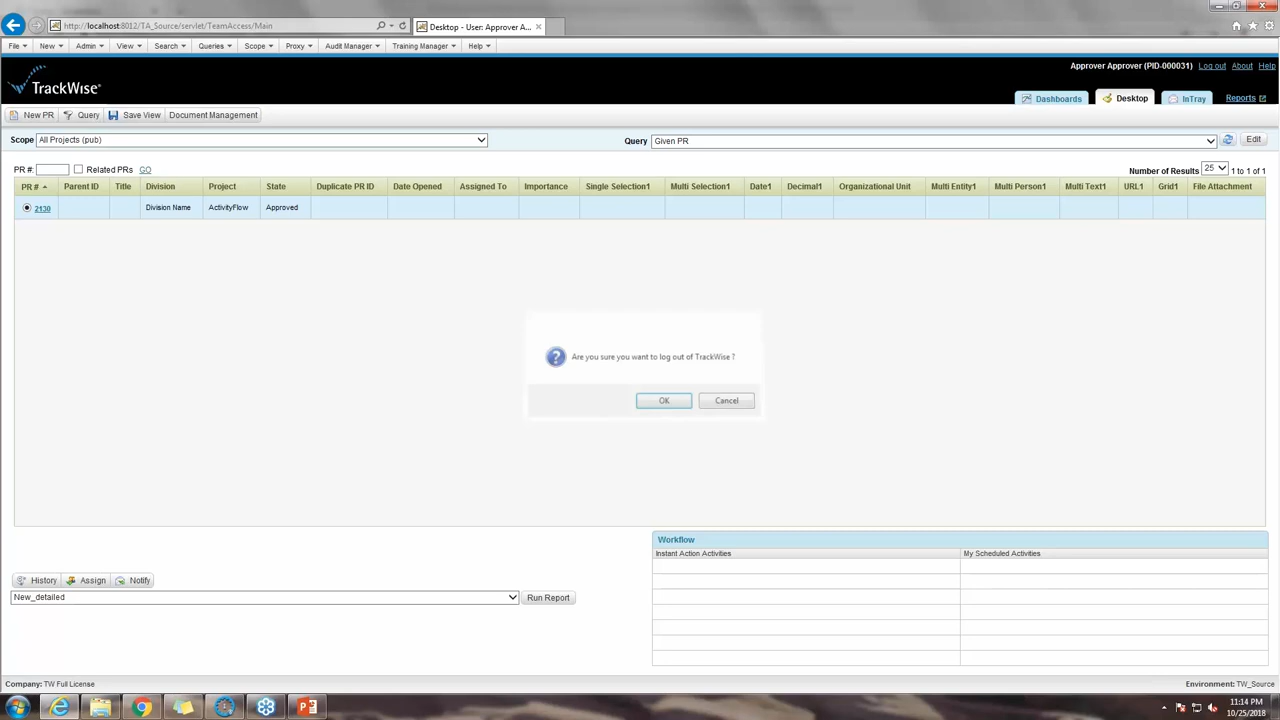 http://localhost:8012/TA_Source/servlet/TeamAccess/Main
Desktop - User: Approver A...
File New Admin View Search Queries Scope Proxy Audit Manager Training Manager Help
Approver Approver (PID-000031) Log out About Help
TrackWise
Dashboards Desktop InTray Reports
New PR Query Save View Document Management
Scope All Projects (pub) Query Given PR Edit
PR #: Related PRs GO Number of Results 25 1 to 1 of 1
PR # Parent ID Title Division Project State Duplicate PR ID Date Opened Assigned To Importance Single Selection1 Multi Selection1 Date1 Decimal1 Organizational Unit Multi Entity1 Multi Person1 Multi Text1 URL1 Grid1 File Attachment
2130 Division Name ActivityFlow Approved
Are you sure you want to log out of TrackWise ?
OK Cancel
Workflow
Instant Action Activities My Scheduled Activities
History Assign Notify
New_detailed Run Report
Company: TW Full License Environment: TW_Source
11:14 PM
10/25/2018